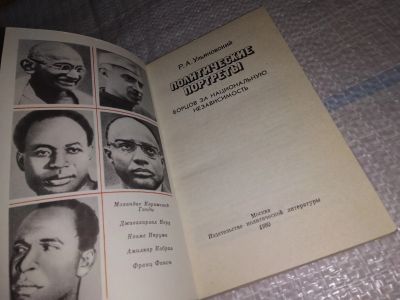 Мохандас Карамчанд
Ганди
Джавахарлал Неру
Кваме Нкрума
Амилкар Кабрал
Франц Фанон
Р. А. Ульяновский
ПОЛИТИЧЕСКИЕ
ПОРТРЕТЫ
БОРЦОВ ЗА НАЦИОНАЛЬНУЮ
НЕЗАВИСИМОСТЬ
Москва
Издательство политической литературы
1980